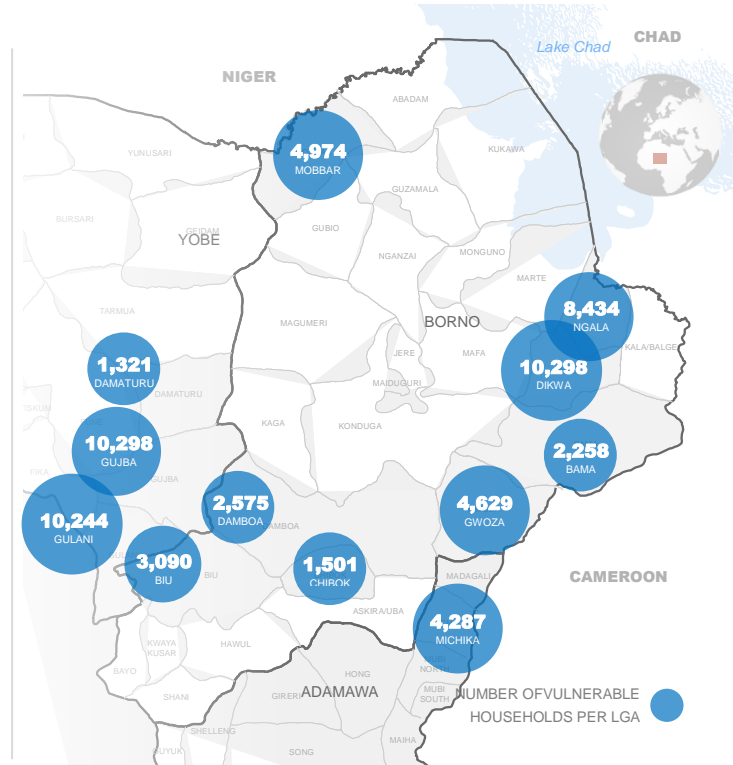 CHAD
Lake Chad
NIGER
ABADAM
4,974
MOBBAR
YUNUSARI
KUKAWA
GUZAMALA
BURSARI
GEIDAM
YOBE
GUBIO
NGANZAI
MONGUNO
MARTE
TARMUA
MAGUMERI
BORNO
8,434
NGALA
KALA/BALGE
JERE
MAFA
1,321
DAMATURU
10,298
DIKWA
MAIDUGURI
DAMATURU
KAGA
KONDUGA
10,298
GUJBA
2,258
BAMA
FIKA
GUJBA
2,575
DAMBOA
4,629
GWOZA
10,244
GULANI
3,090
BIU
BIU
1,501
CHIBOK
MADAGALI
CAMEROON
ASKIRA/UBA
4,287
MICHIKA
KWAYA
KUSAR
HAWUL
BAYO
HONG
MUBI
NORTH
SHANI
GIRERI
ADAMAWA
MUBI
SOUTH
NUMBER OFVULNERABLE
HOUSEHOLDS PER LGA
SHELLENG
MAIHA
GUYUK
SONG